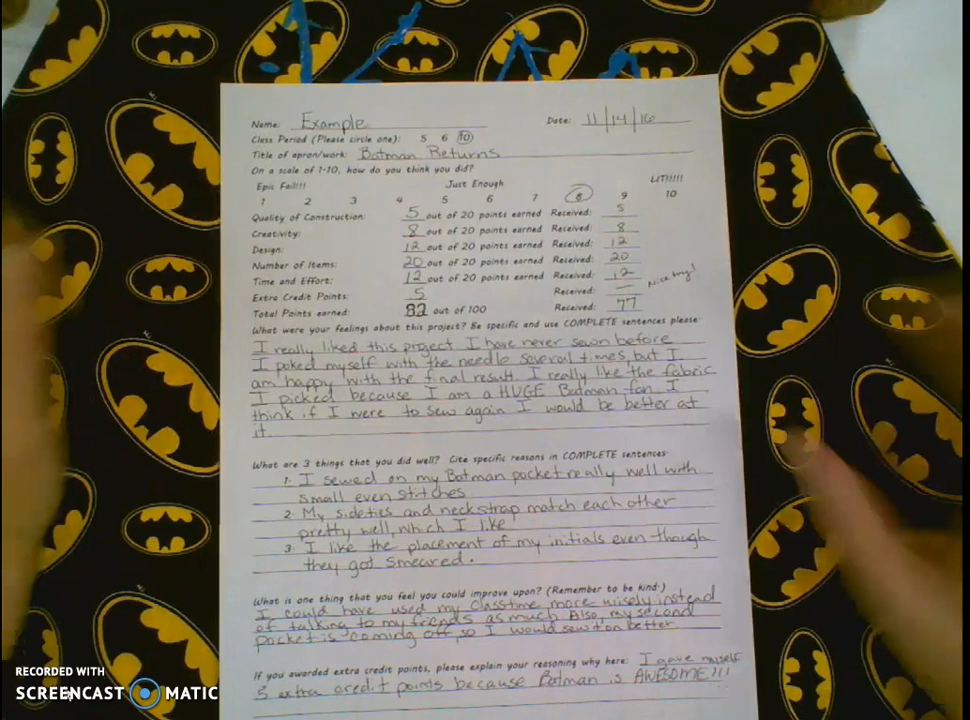 Name: Example Date: 11/14/16
Class Period (Please circle one): 5 6 10
Title of apron/work: Batman Returns
On a scale of 1-10, how do you think you did?
Epic Fail!!! Just Enough LIT!!!!!
1 2 3 4 5 6 7 8 9 10
Quality of Construction: 5 out of 20 points earned Received: 5
Creativity: 8 out of 20 points earned Received: 8
Design: 12 out of 20 points earned Received: 12
Number of Items: 20 out of 20 points earned Received: 20
Time and Effort: 12 out of 20 points earned Received: 12
Extra Credit Points: 5 Received: — Nice try!
Total Points earned: 82 out of 100 Received: 77
What were your feelings about this project? Be specific and use COMPLETE sentences please:
I really liked this project I have never sewn before
I poked myself with the needle several times, but I
am happy with the final result. I really like the fabric
I picked because I am a HUGE Batman fan. I
think if I were to sew again I would be better at
it.
What are 3 things that you did well? Cite specific reasons in COMPLETE sentences:
1. I sewed on my Batman pocket really well with
small even stitches
2. My sideties and neckstrap match each other
pretty well, which I like
3. I like the placement of my initials even though
they got smeared.
What is one thing that you feel you could improve upon? (Remember to be kind:)
I could have used my classtime more wisely instead
of talking to my friends as much Also, my second
pocket is coming off, so I would sew it on better
If you awarded extra credit points, please explain your reasoning why here: I gave myself
5 extra credit points because Batman is AWESOME!!!
RECORDED WITH
SCREENCAST MATIC